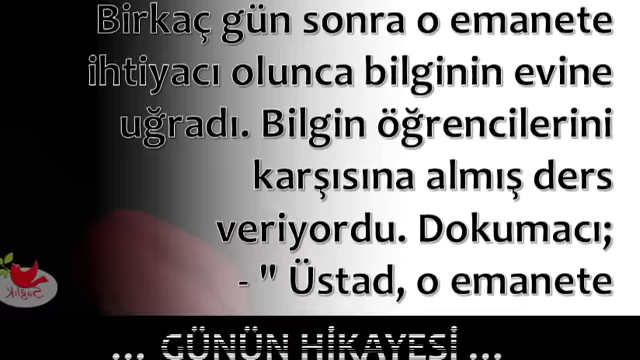 Birkaç gün sonra o emanete
ihtiyacı olunca bilginin evine
uğradı. Bilgin öğrencilerini
karşısına almış ders
veriyordu. Dokumacı;
- " Üstad, o emanete
Sağlık
... GÜNÜN HİKAYESİ ...